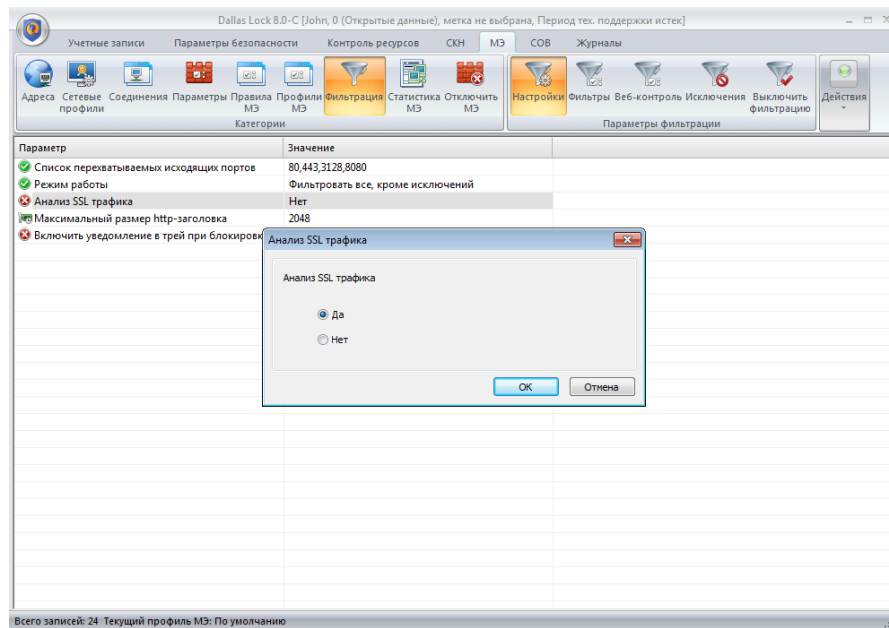 Dallas Lock 8.0-C [John, 0 (Открытые данные), метка не выбрана, Период тех. поддержки истек]
Учетные записи Параметры безопасности Контроль ресурсов СКН МЭ СОВ Журналы
Адреса Сетевые профили Соединения Параметры Правила МЭ Профили МЭ Фильтрация Статистика МЭ Отключить МЭ Настройки Фильтры Веб-контроль Исключения Выключить фильтрацию Действия
Категории Параметры фильтрации
Параметр Значение
Список перехватываемых исходящих портов 80,443,3128,8080
Режим работы Фильтровать все, кроме исключений
Анализ SSL трафика Нет
Максимальный размер http-заголовка 2048
Включить уведомление в трей при блокировк
Анализ SSL трафика
Анализ SSL трафика
Да
Нет
OK Отмена
Всего записей: 24 Текущий профиль МЭ: По умолчанию